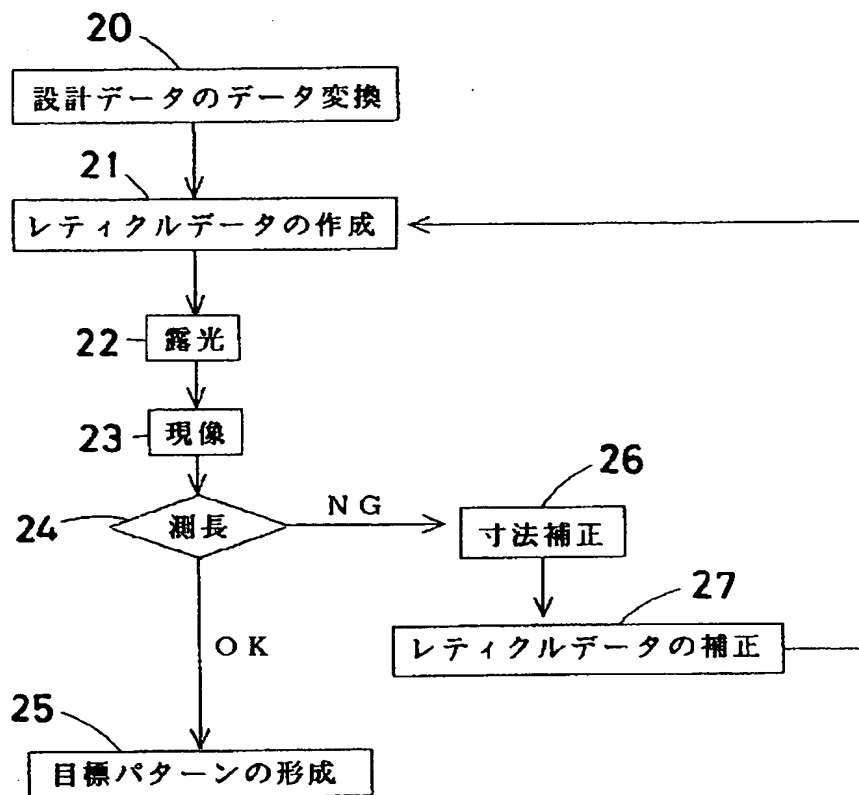 20
設計データのデータ変換
21
レティクルデータの作成
22
露光
23
現像
24
測長
NG
26
寸法補正
27
レティクルデータの補正
OK
25
目標パターンの形成